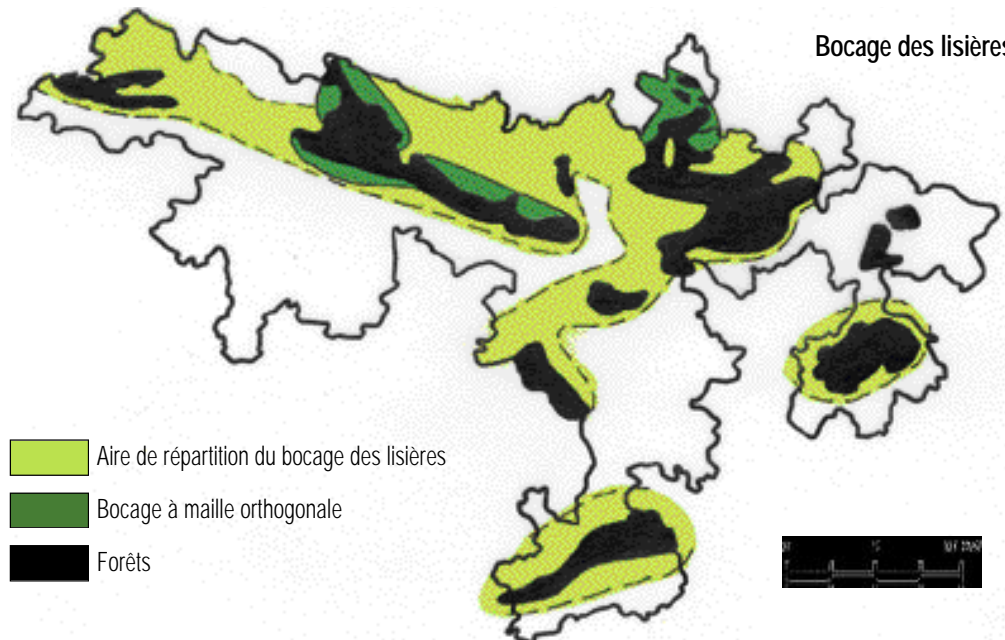 Bocage des lisières
Aire de répartition du bocage des lisières
Bocage à maille orthogonale
Forêts